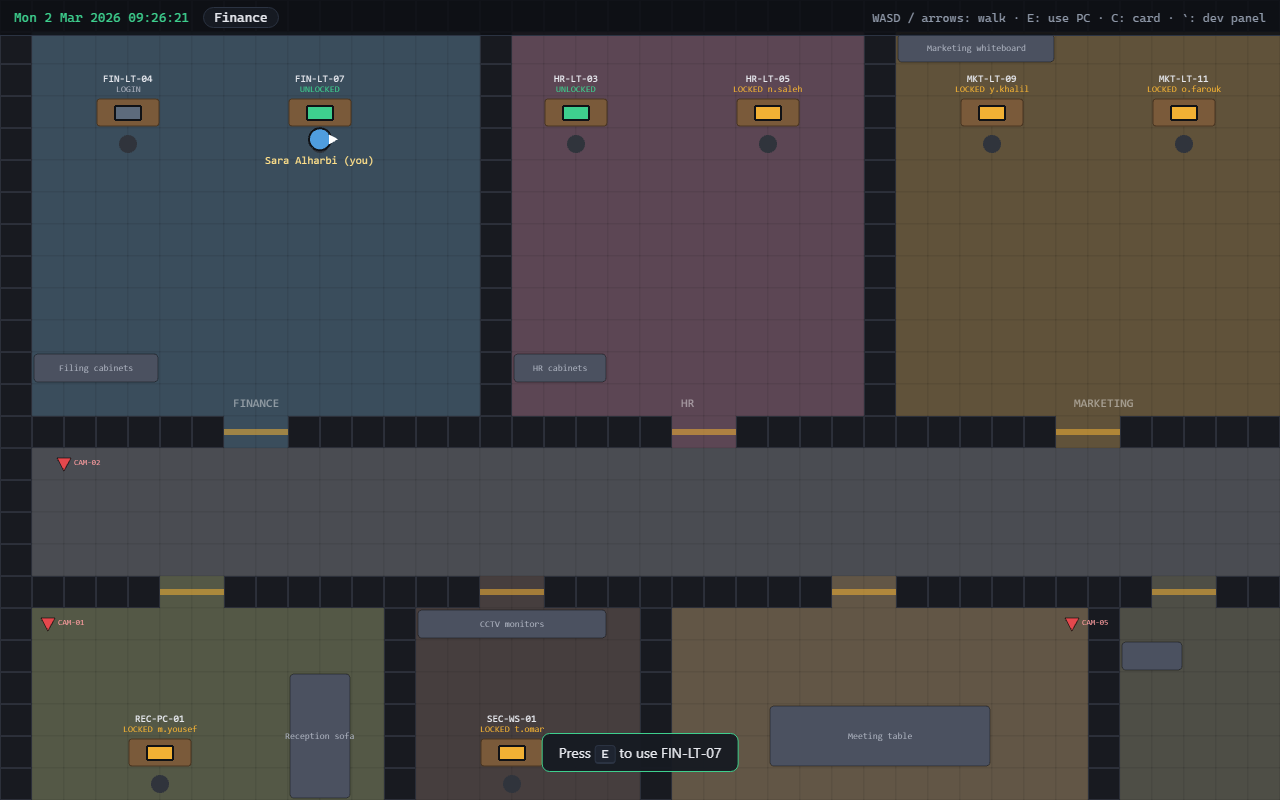 Mon 2 Mar 2026 09:26:21 Finance WASD / arrows: walk · E: use PC · C: card · `: dev panel
Marketing whiteboard
FIN-LT-04
LOGIN
FIN-LT-07
UNLOCKED
HR-LT-03
UNLOCKED
HR-LT-05
LOCKED n.saleh
MKT-LT-09
LOCKED y.khalil
MKT-LT-11
LOCKED o.farouk
Sara Alharbi (you)
Filing cabinets
HR cabinets
FINANCE
HR
MARKETING
CAM-02
CAM-01
CCTV monitors
CAM-05
REC-PC-01
LOCKED m.yousef
Reception sofa
SEC-WS-01
LOCKED t.omar
Meeting table
Press E to use FIN-LT-07